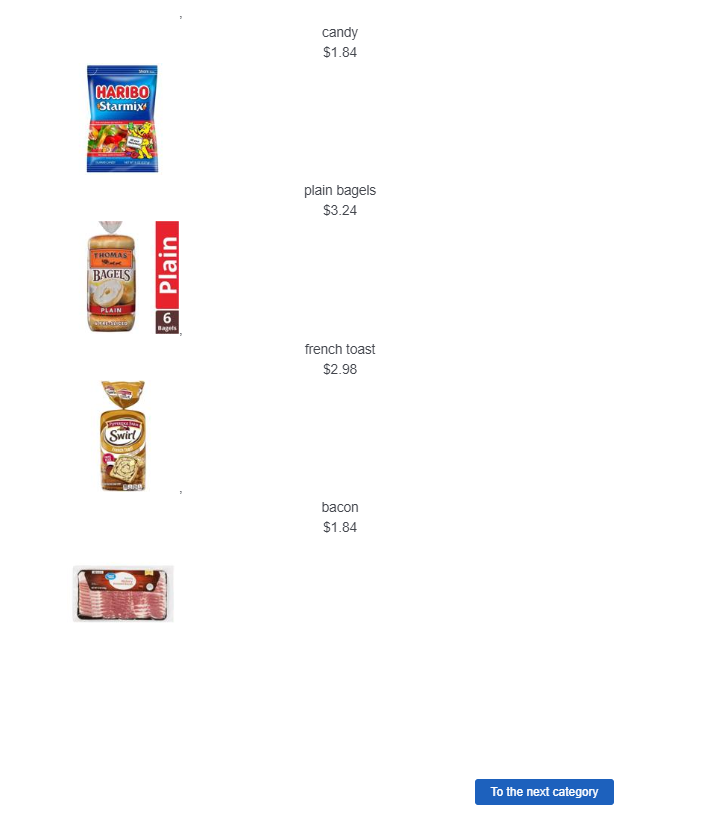 ,
candy
$1.84
HARIBO
Starmix
plain bagels
$3.24
THOMAS'
BAGELS
PLAIN
Plain
6
Bagels
,
french toast
$2.98
Swirl
,
bacon
$1.84
To the next category